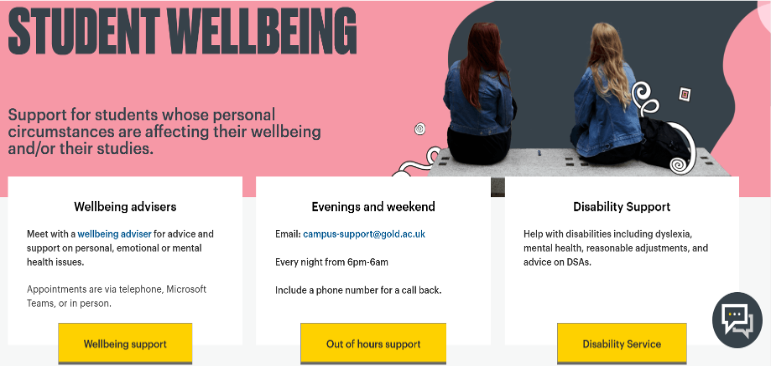 STUDENT WELLBEING
Support for students whose personal
circumstances are affecting their wellbeing
and/or their studies.
Wellbeing advisers
Meet with a wellbeing adviser for advice and
support on personal, emotional or mental
health issues.
Appointments are via telephone, Microsoft
Teams, or in person.
Wellbeing support
Evenings and weekend
Email: campus-support@gold.ac.uk
Every night from 6pm-6am
Include a phone number for a call back.
Out of hours support
Disability Support
Help with disabilities including dyslexia,
mental health, reasonable adjustments, and
advice on DSAs.
Disability Service